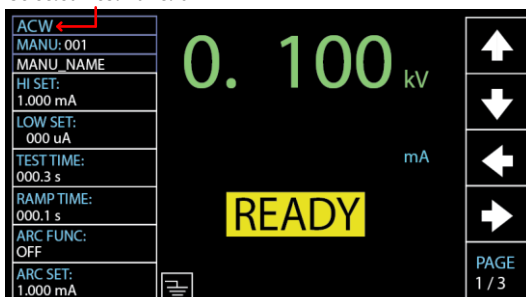 ACW
MANU: 001
MANU_NAME
HI SET:
1.000 mA
LOW SET:
000 uA
TEST TIME:
000.3 s
RAMP TIME:
000.1 s
ARC FUNC:
OFF
ARC SET:
1.000 mA
0. 100 kV
mA
READY
PAGE
1 / 3